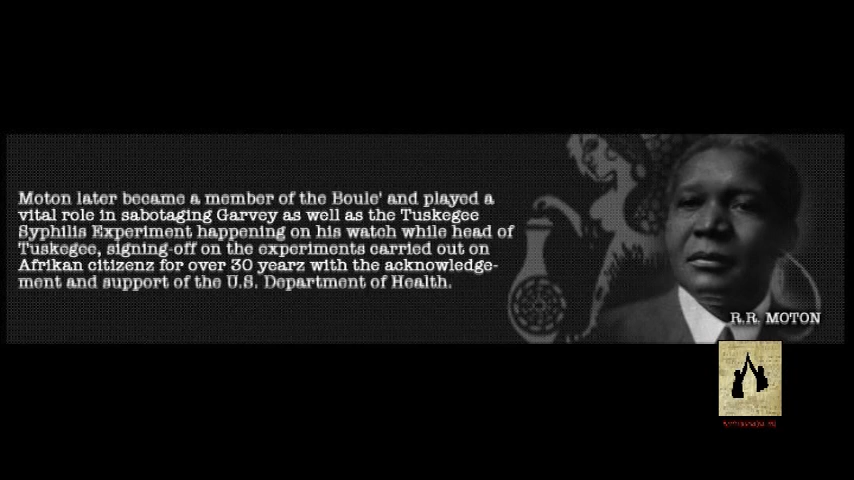 Moton later became a member of the Boule' and played a
vital role in sabotaging Garvey as well as the Tuskegee
Syphilis Experiment happening on his watch while head of
Tuskegee, signing-off on the experiments carried out on
Afrikan citizenz for over 30 yearz with the acknowledge-
ment and support of the U.S. Department of Health.
R.R. MOTON